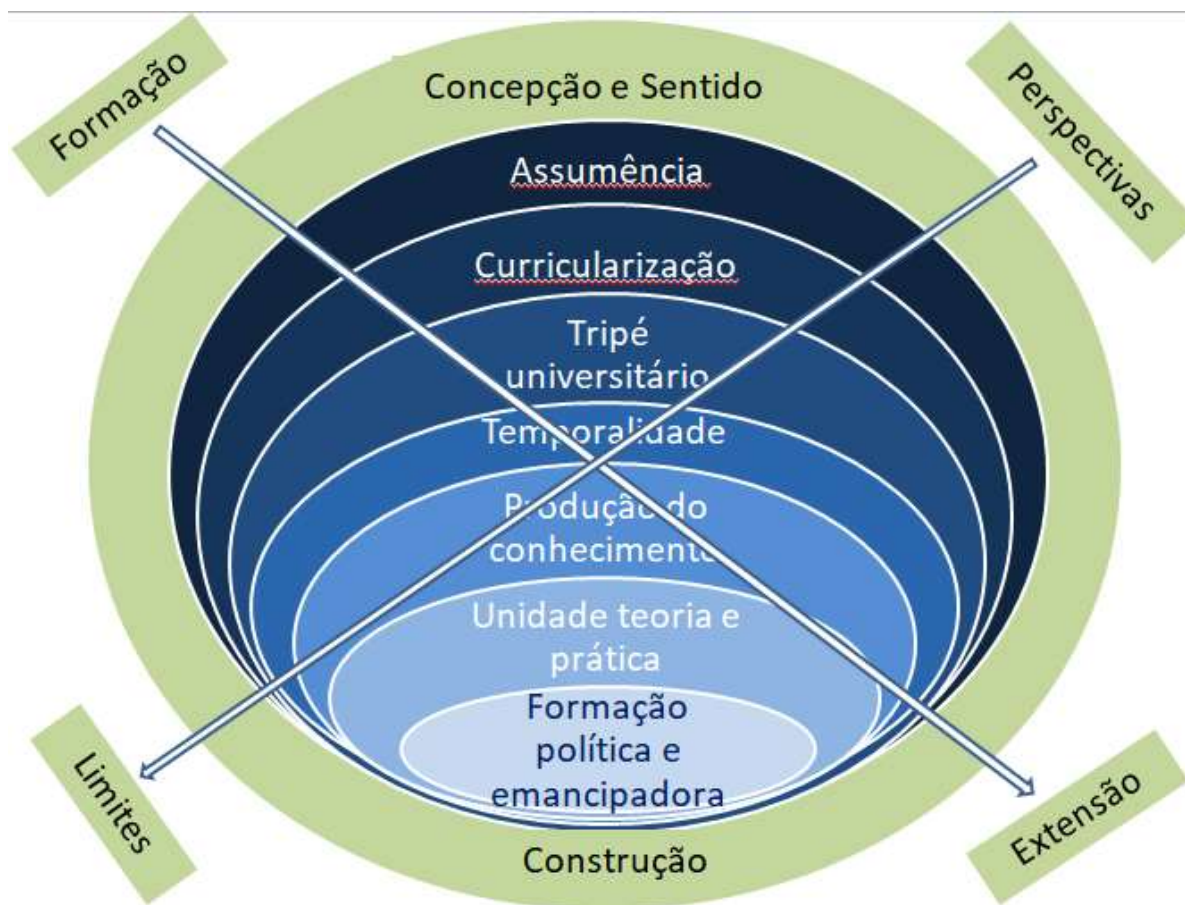 Formação
Concepção e Sentido
Perspectivas
Assumência
Curricularização
Tripé
universitário
Temporalidade
Produção do
conhecimento
Unidade teoria e
prática
Formação
política e
emancipadora
Limites
Extensão
Construção